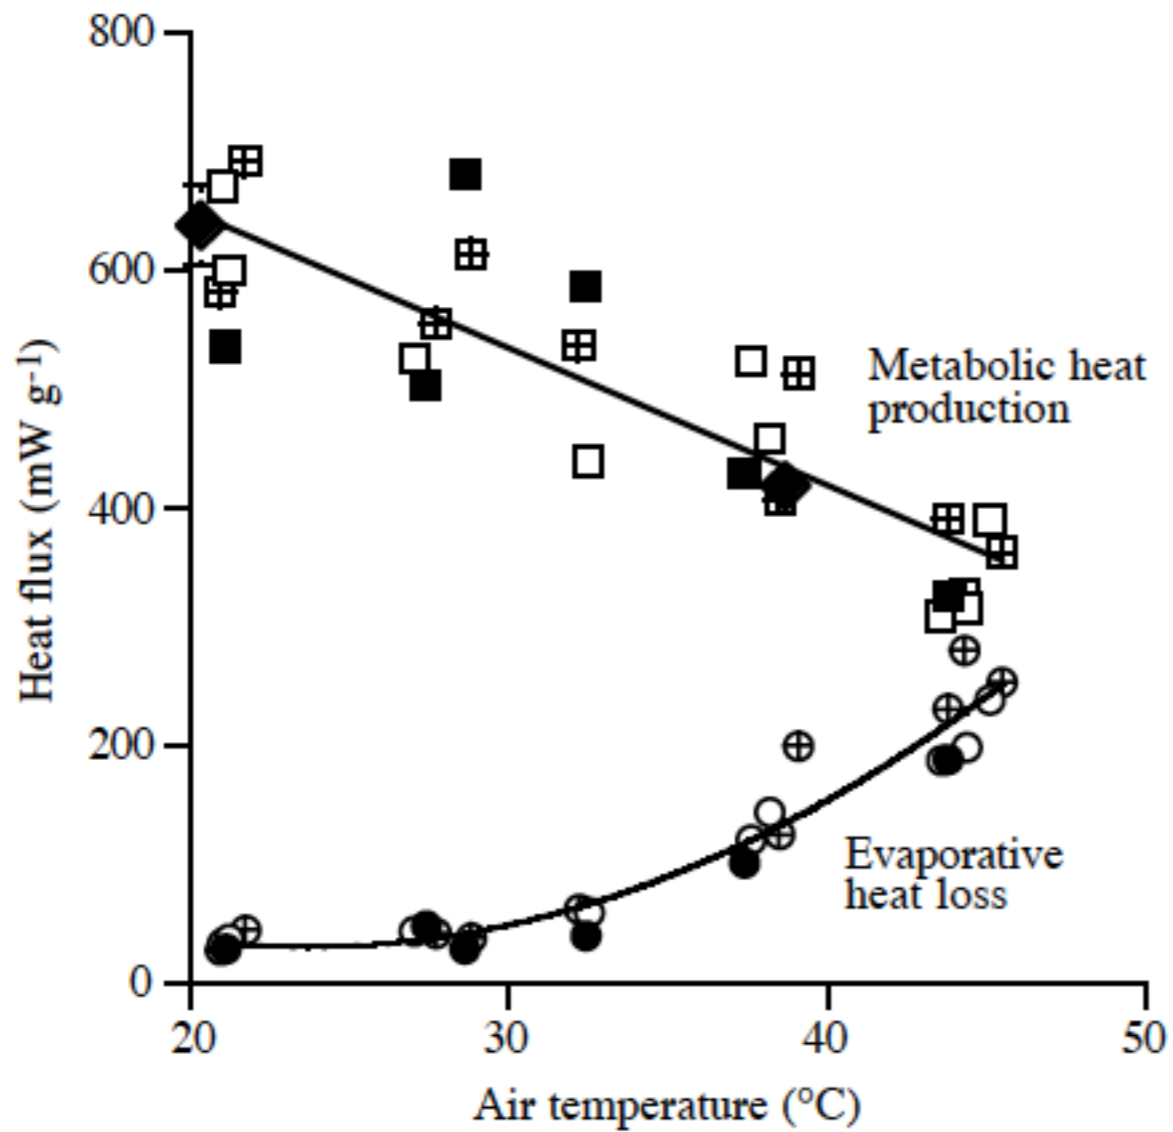 800
600
400
200
0
20 30 40 50
Heat flux (mW g⁻¹)
Air temperature (°C)
Metabolic heat
production
Evaporative
heat loss